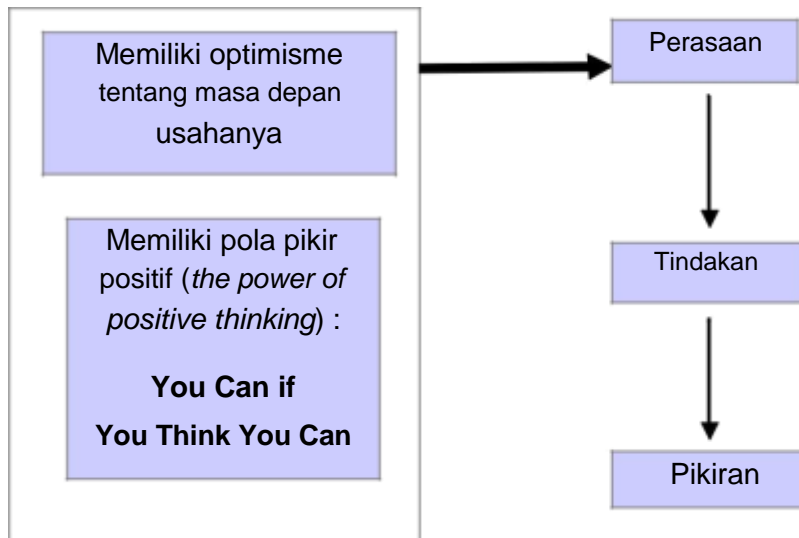 Memiliki optimisme
tentang masa depan
usahanya
Memiliki pola pikir
positif (the power of
positive thinking) :
You Can if
You Think You Can
Perasaan
Tindakan
Pikiran